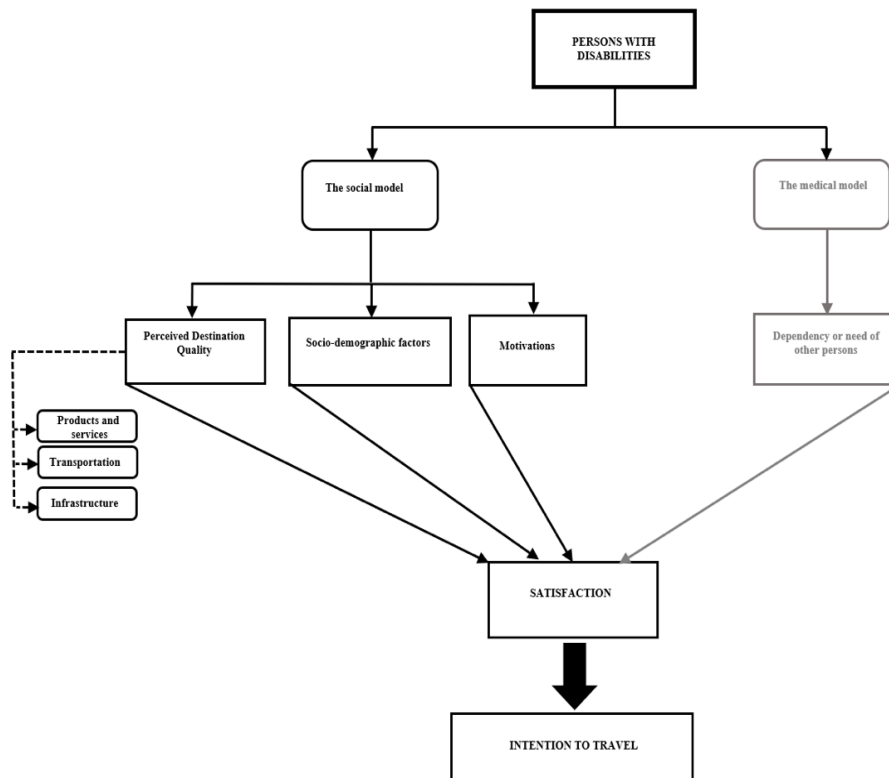 PERSONS WITH
DISABILITIES
The social model
The medical model
Perceived Destination
Quality
Socio-demographic factors
Motivations
Dependency or need of
other persons
Products and
services
Transportation
Infrastructure
SATISFACTION
INTENTION TO TRAVEL